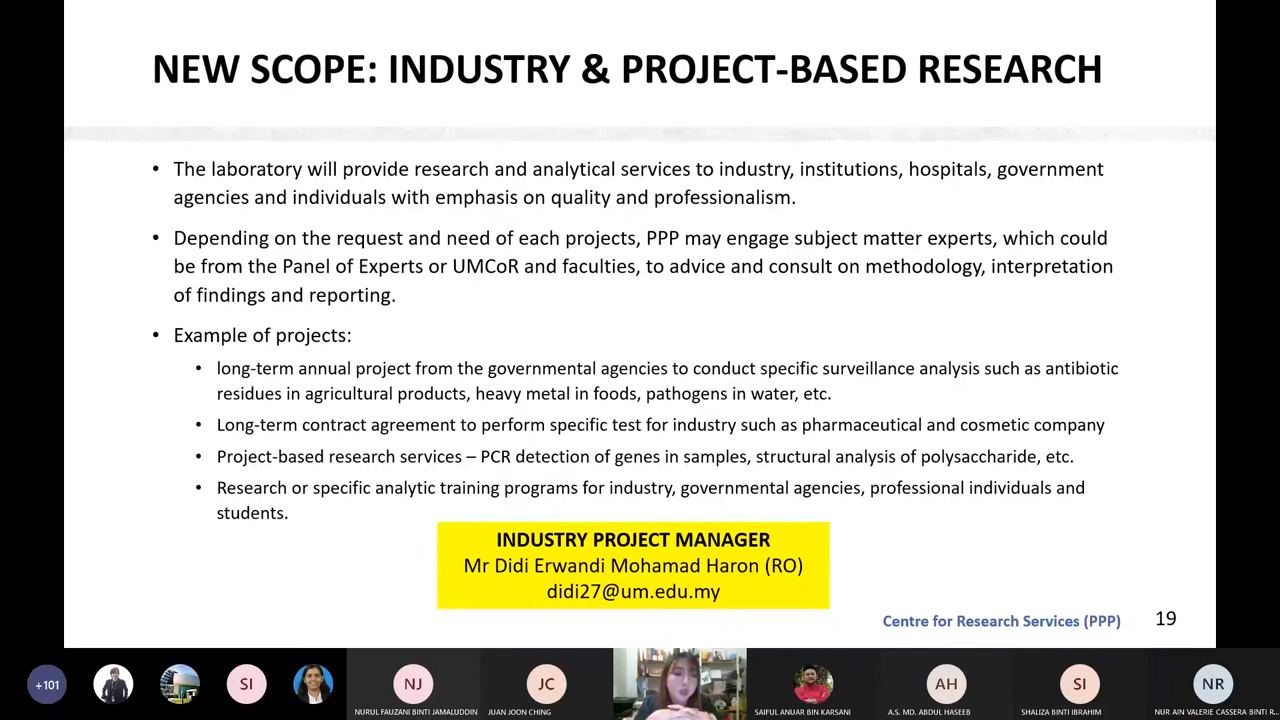 NEW SCOPE: INDUSTRY & PROJECT-BASED RESEARCH
• The laboratory will provide research and analytical services to industry, institutions, hospitals, government
agencies and individuals with emphasis on quality and professionalism.
• Depending on the request and need of each projects, PPP may engage subject matter experts, which could
be from the Panel of Experts or UMCoR and faculties, to advice and consult on methodology, interpretation
of findings and reporting.
• Example of projects:
• long-term annual project from the governmental agencies to conduct specific surveillance analysis such as antibiotic
residues in agricultural products, heavy metal in foods, pathogens in water, etc.
• Long-term contract agreement to perform specific test for industry such as pharmaceutical and cosmetic company
• Project-based research services – PCR detection of genes in samples, structural analysis of polysaccharide, etc.
• Research or specific analytic training programs for industry, governmental agencies, professional individuals and
students.
INDUSTRY PROJECT MANAGER
Mr Didi Erwandi Mohamad Haron (RO)
didi27@um.edu.my
Centre for Research Services (PPP) 19
+101 SI NJ JC AH SI NR
NURUL FAUZANI BINTI JAMALUDDIN JUAN JOON CHING SAIFUL ANUAR BIN KARSANI A.S. MD. ABDUL HASEEB SHALIZA BINTI IBRAHIM NUR AIN VALERIE CASSERA BINTI R...